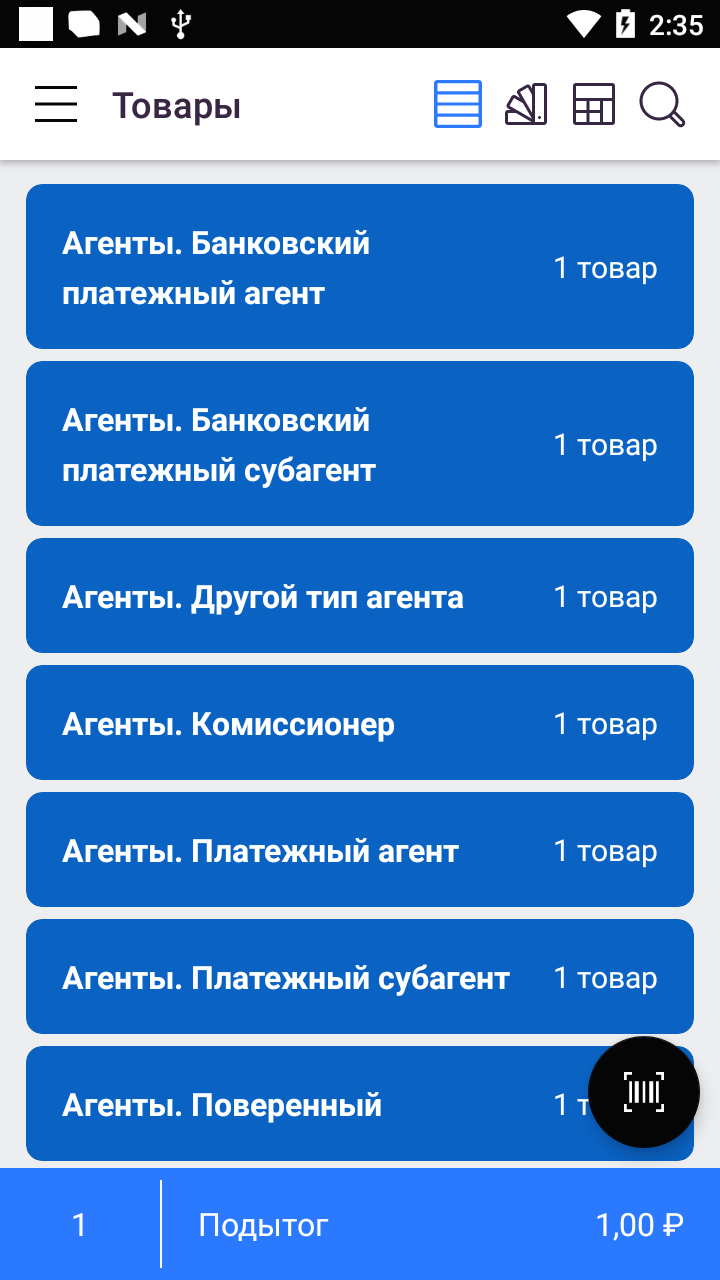 2:35
Товары
Агенты. Банковский
платежный агент
1 товар
Агенты. Банковский
платежный субагент
1 товар
Агенты. Другой тип агента
1 товар
Агенты. Комиссионер
1 товар
Агенты. Платежный агент
1 товар
Агенты. Платежный субагент
1 товар
Агенты. Поверенный
1 т
1
Подытог
1,00 ₽